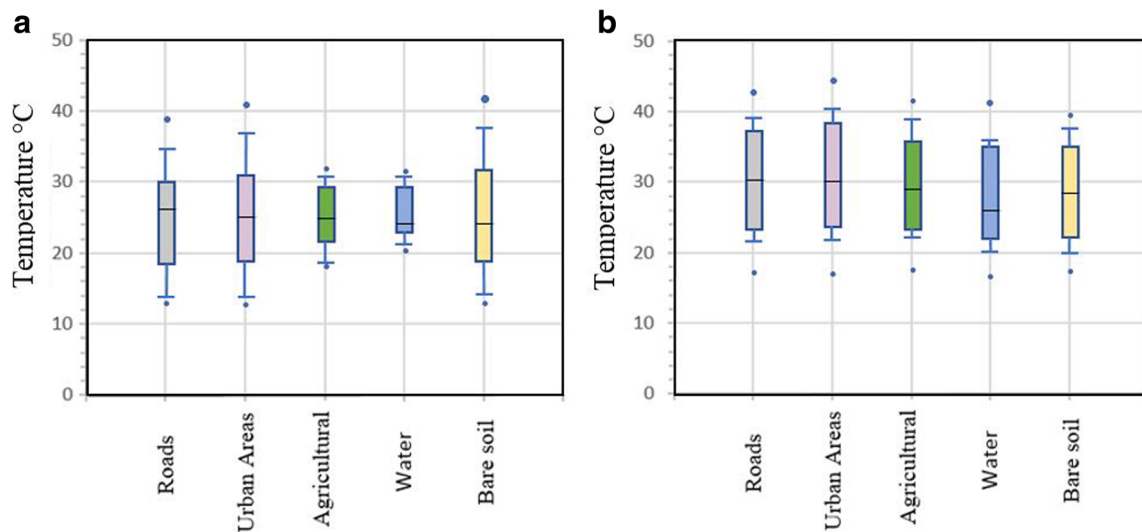 a
50
40
30
20
10
0
Temperature °C
Roads
Urban Areas
Agricultural
Water
Bare soil
b
50
40
30
20
10
0
Temperature °C
Roads
Urban Areas
Agricultural
Water
Bare soil